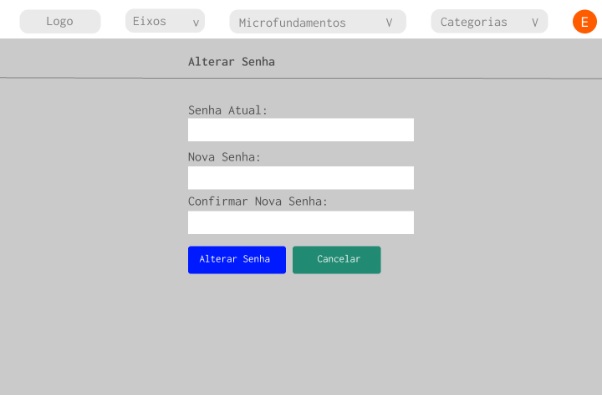 Logo Eixos v Microfundamentos V Categorias V E
Alterar Senha
Senha Atual:
Nova Senha:
Confirmar Nova Senha:
Alterar Senha Cancelar